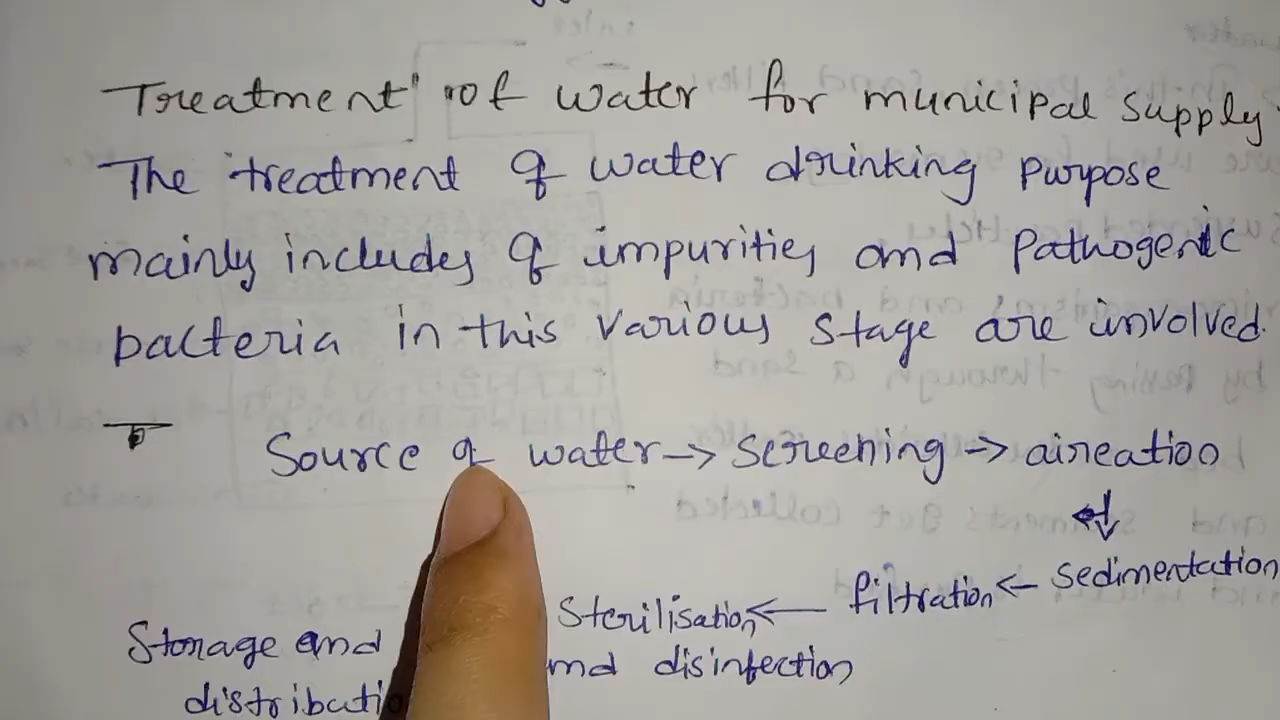 Treatment of water for municipal supply
The treatment of water drinking purpose
mainly includes of impurities and pathogenic
bacteria in this various stage are involved.
Source of water → screening → aireation
↓
Sterilisation ← filtration ← sedimentation
Storage and and disinfection